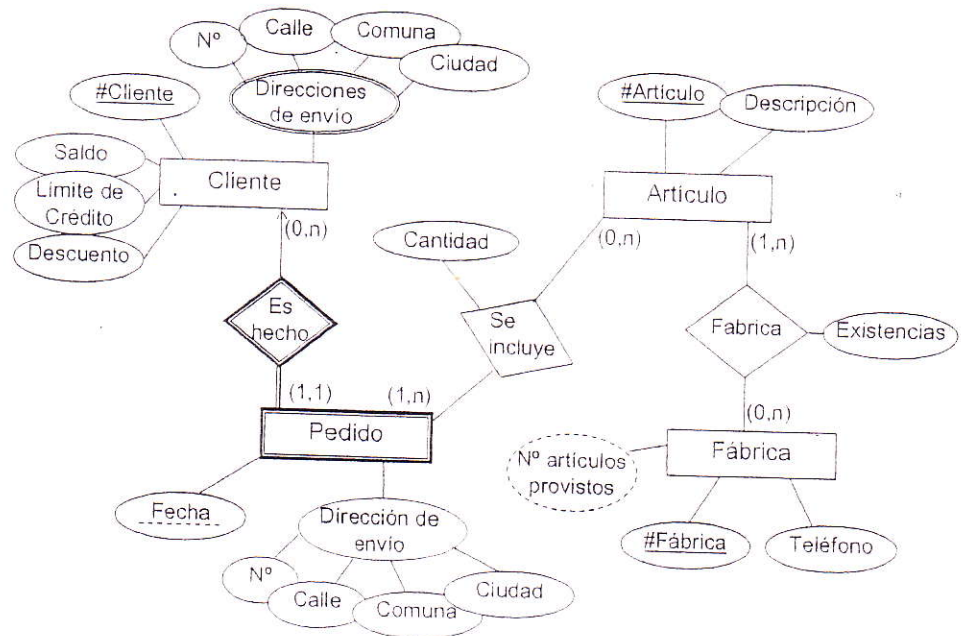 Nº
Calle
Comuna
Ciudad
Direcciones
de envío
#Cliente
Saldo
Límite de
Crédito
Descuento
Cliente
(0,n)
Es
hecho
(1,1)
Pedido
(1,n)
Fecha
Dirección de
envío
Nº
Calle
Comuna
Ciudad
Cantidad
Se
incluye
(0,n)
#Artículo
Descripción
Artículo
(1,n)
Fabrica
Existencias
(0,n)
Fábrica
Nº artículos
provistos
#Fábrica
Teléfono